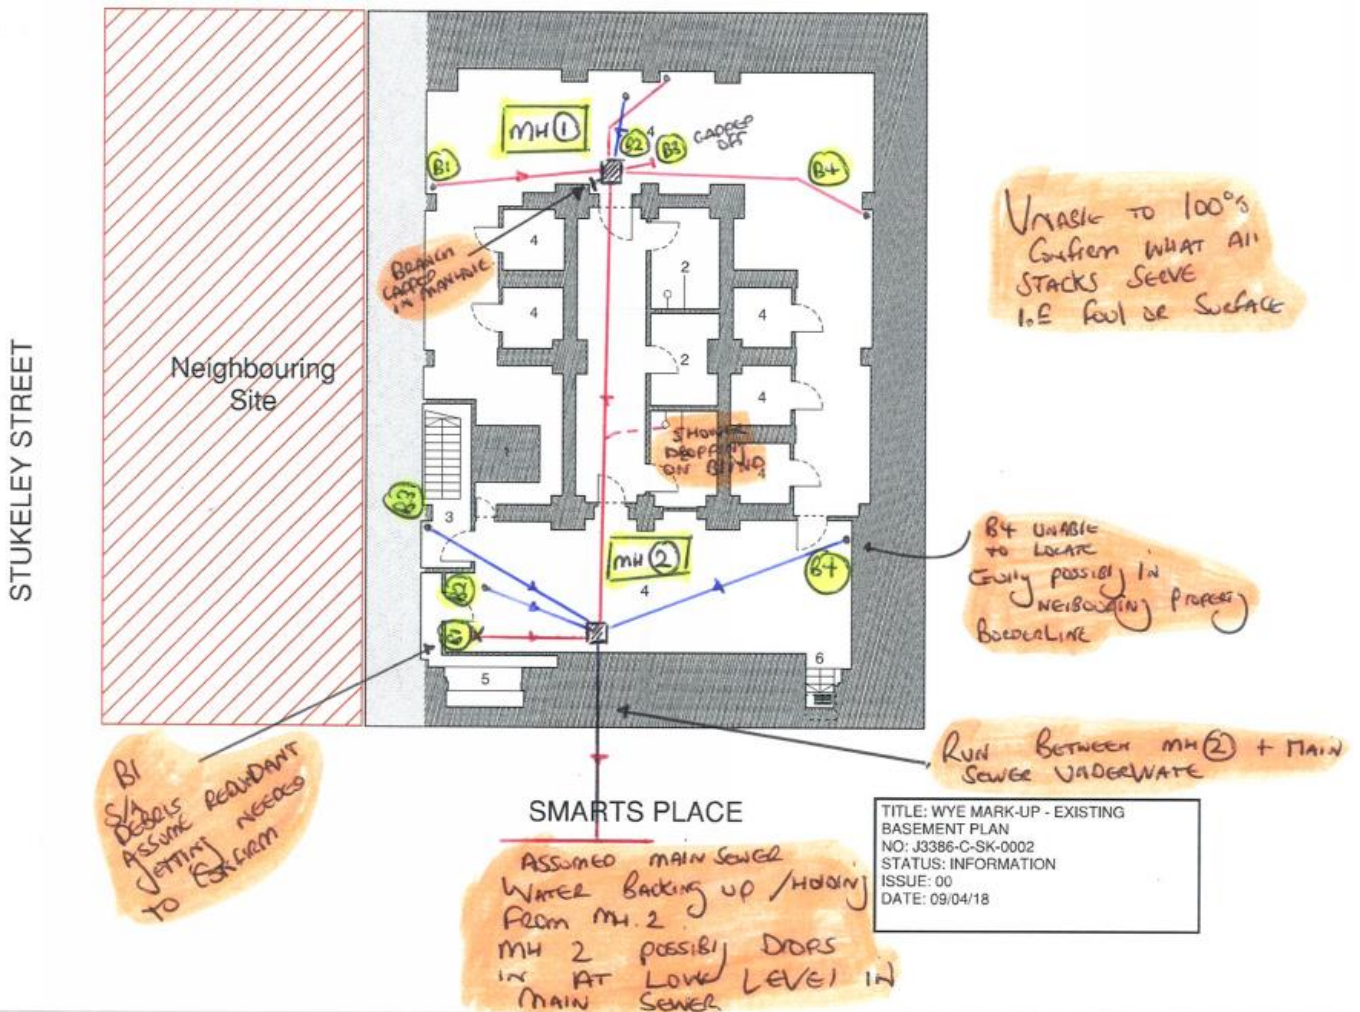 MH 1
B1
B2
B3
CAPPED
OFF
4
B4
BRANCH
CAPPED
IN MANHOLE
4
2
4
4
2
4
1
SHOWER
DROPPING
ON BEND
4
UNABLE TO 100%
CONFIRM WHAT All
STACKS SERVE
I.E FOUL OR SURFACE
STUKELEY STREET
Neighbouring
Site
B3
3
MH 2
B2
4
B4
B1
5
6
B4 UNABLE
TO LOCATE
POSSIBLY IN
NEIBOURING PROPERTY
BORDERLINE
B1
S/A
DEBRIS
ASSUME REDUNDANT
JETTING NEEDED
TO
RUN BETWEEN MH 2 + MAIN
SEWER UNDERWATE
SMARTS PLACE
ASSUMED MAIN SEWER
WATER BACKING UP / HOLDING
FROM MH.2
MH 2 POSSIBLY DROPS
IN AT LOW LEVEL IN
MAIN SEWER
TITLE: WYE MARK-UP - EXISTING
BASEMENT PLAN
NO: J3386-C-SK-0002
STATUS: INFORMATION
ISSUE: 00
DATE: 09/04/18